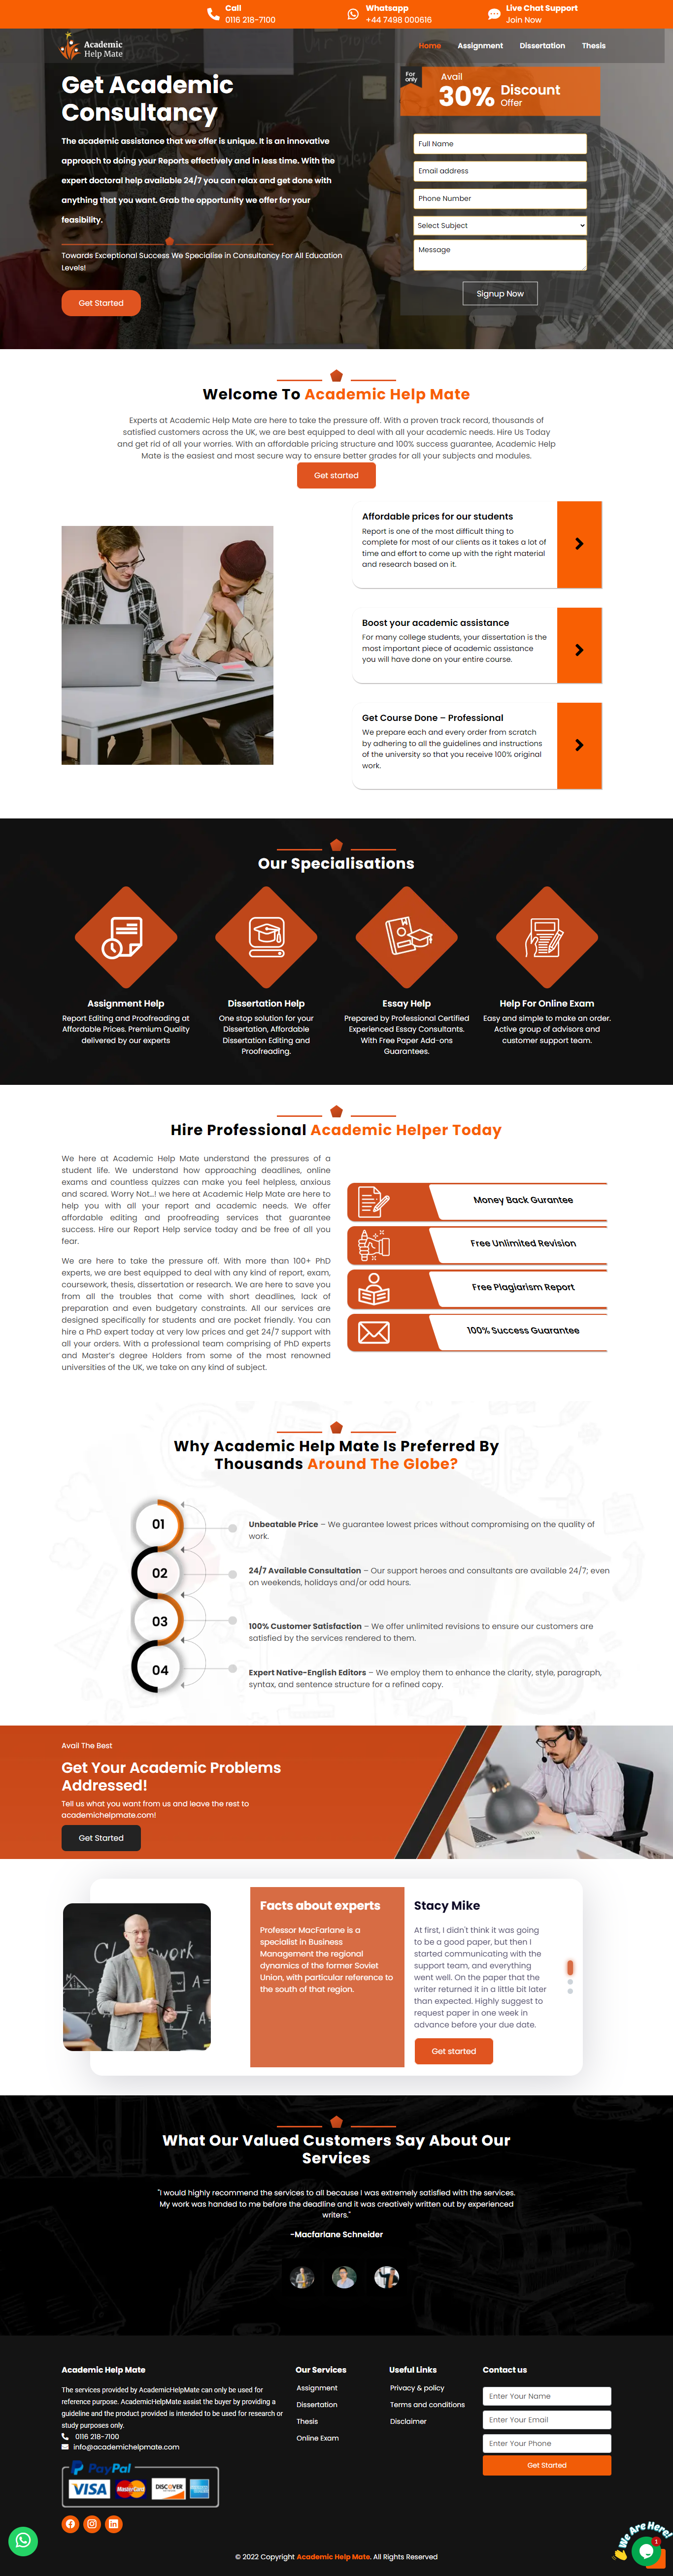 Call
0116 218-7100
Whatsapp
+44 7498 000616
Live Chat Support
Join Now
Academic
Help Mate
Home
Assignment
Dissertation
Thesis
Get Academic
Consultancy
The academic assistance that we offer is unique. It is an innovative
approach to doing your Reports effectively and in less time. With the
expert doctoral help available 24/7 you can relax and get done with
anything that you want. Grab the opportunity we offer for your
feasibility.
Towards Exceptional Success We Specialise in Consultancy For All Education
Levels!
Get Started
For
only
Avail
30% Discount
Offer
Full Name
Email address
Phone Number
Select Subject
Message
Signup Now
Welcome To Academic Help Mate
Experts at Academic Help Mate are here to take the pressure off. With a proven track record, thousands of
satisfied customers across the UK, we are best equipped to deal with all your academic needs. Hire Us Today
and get rid of all your worries. With an affordable pricing structure and 100% success guarantee, Academic Help
Mate is the easiest and most secure way to ensure better grades for all your subjects and modules.
Get started
Affordable prices for our students
Report is one of the most difficult thing to
complete for most of our clients as it takes a lot of
time and effort to come up with the right material
and research based on it.
Boost your academic assistance
For many college students, your dissertation is the
most important piece of academic assistance
you will have done on your entire course.
Get Course Done – Professional
We prepare each and every order from scratch
by adhering to all the guidelines and instructions
of the university so that you receive 100% original
work.
Our Specialisations
Assignment Help
Report Editing and Proofreading at
Affordable Prices. Premium Quality
delivered by our experts
Dissertation Help
One stop solution for your
Dissertation, Affordable
Dissertation Editing and
Proofreading.
Essay Help
Prepared by Professional Certified
Experienced Essay Consultants.
With Free Paper Add-ons
Guarantees.
Help For Online Exam
Easy and simple to make an order.
Active group of advisors and
customer support team.
Hire Professional Academic Helper Today
We here at Academic Help Mate understand the pressures of a
student life. We understand how approaching deadlines, online
exams and countless quizzes can make you feel helpless, anxious
and scared. Worry Not...! we here at Academic Help Mate are here to
help you with all your report and academic needs. We offer
affordable editing and proofreading services that guarantee
success. Hire our Report Help service today and be free of all you
fear.
We are here to take the pressure off. With more than 100+ PhD
experts, we are best equipped to deal with any kind of report, exam,
coursework, thesis, dissertation or research. We are here to save you
from all the troubles that come with short deadlines, lack of
preparation and even budgetary constraints. All our services are
designed specifically for students and are pocket friendly. You can
hire a PhD expert today at very low prices and get 24/7 support with
all your orders. With a professional team comprising of PhD experts
and Master's degree Holders from some of the most renowned
universities of the UK, we take on any kind of subject.
Money Back Gurantee
Free Unlimited Revision
Free Plagiarism Report
100% Success Guarantee
Why Academic Help Mate Is Preferred By
Thousands Around The Globe?
01
Unbeatable Price – We guarantee lowest prices without compromising on the quality of
work.
02
24/7 Available Consultation – Our support heroes and consultants are available 24/7; even
on weekends, holidays and/or odd hours.
03
100% Customer Satisfaction – We offer unlimited revisions to ensure our customers are
satisfied by the services rendered to them.
04
Expert Native-English Editors – We employ them to enhance the clarity, style, paragraph,
syntax, and sentence structure for a refined copy.
Avail The Best
Get Your Academic Problems
Addressed!
Tell us what you want from us and leave the rest to
academichelpmate.com!
Get Started
Facts about experts
Professor MacFarlane is a
specialist in Business
Management the regional
dynamics of the former Soviet
Union, with particular reference to
the south of that region.
Stacy Mike
At first, I didn't think it was going
to be a good paper, but then I
started communicating with the
support team, and everything
went well. On the paper that the
writer returned it in a little bit later
than expected. Highly suggest to
request paper in one week in
advance before your due date.
Get started
What Our Valued Customers Say About Our
Services
"I would highly recommend the services to all because I was extremely satisfied with the services.
My work was handed to me before the deadline and it was creatively written out by experienced
writers."
-Macfarlane Schneider
Academic Help Mate
The services provided by AcademicHelpMate can only be used for
reference purpose. AcademicHelpMate assist the buyer by providing a
guideline and the product provided is intended to be used for research or
study purposes only.
0116 218-7100
info@academichelpmate.com
PayPal
VISA
MasterCard
DISCOVER
Our Services
Assignment
Dissertation
Thesis
Online Exam
Useful Links
Privacy & policy
Terms and conditions
Disclaimer
Contact us
Enter Your Name
Enter Your Email
Enter Your Phone
Get Started
We Are Here!
1
© 2022 Copyright Academic Help Mate. All Rights Reserved